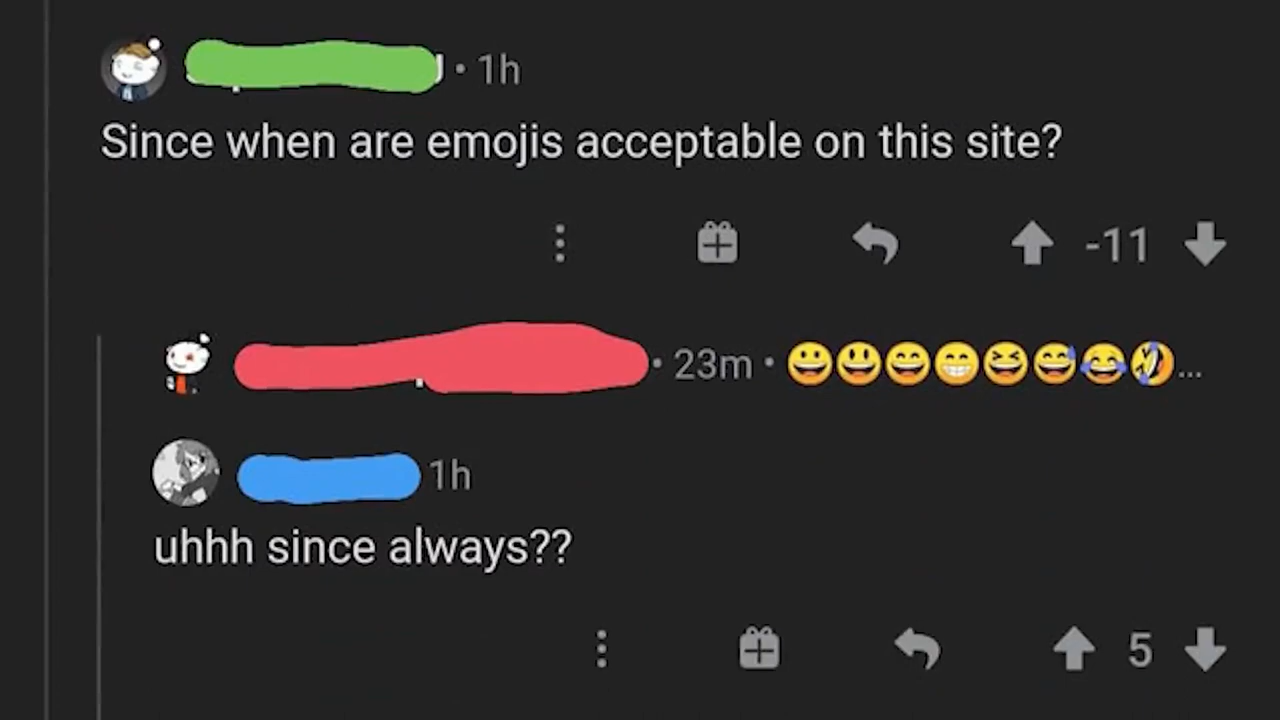 • 1h
Since when are emojis acceptable on this site?
-11
• 23m • 😀😃😄😁😆😅😂🤣...
1h
uhhh since always??
5